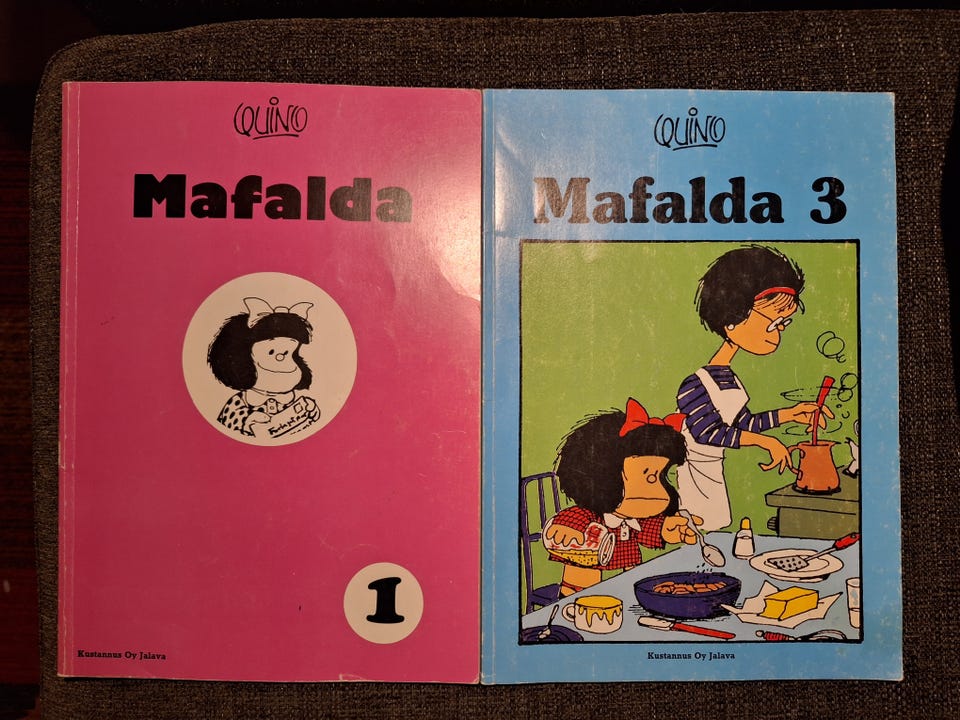 QUINO
Mafalda
1
Kustannus Oy Jalava
QUINO
Mafalda 3
Kustannus Oy Jalava